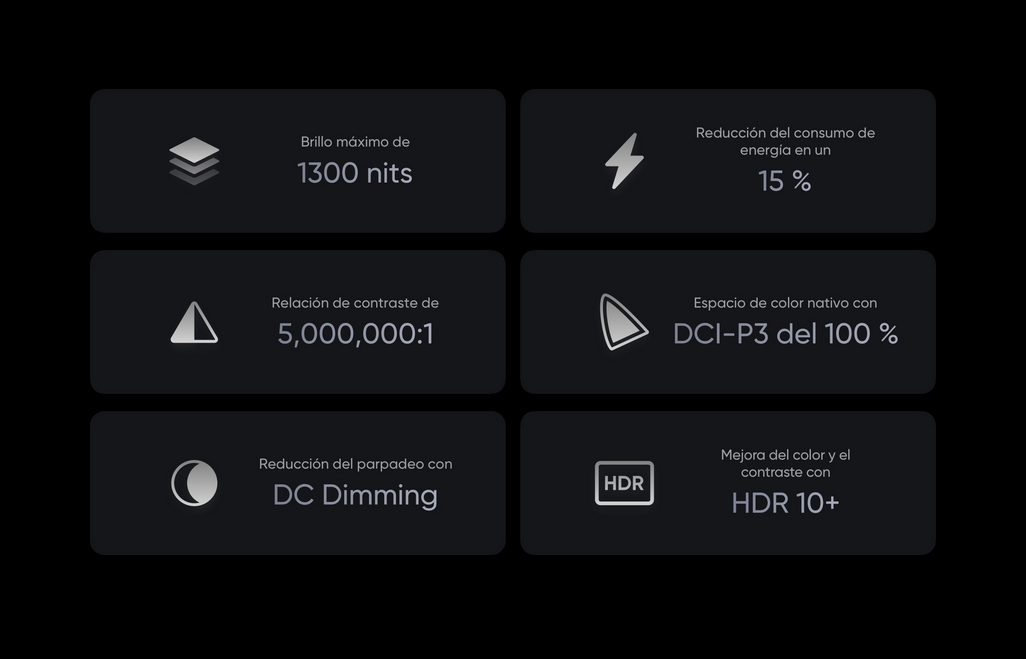 Brillo máximo de
1300 nits
Reducción del consumo de
energía en un
15 %
Relación de contraste de
5,000,000:1
Espacio de color nativo con
DCI-P3 del 100 %
Reducción del parpadeo con
DC Dimming
HDR
Mejora del color y el
contraste con
HDR 10+